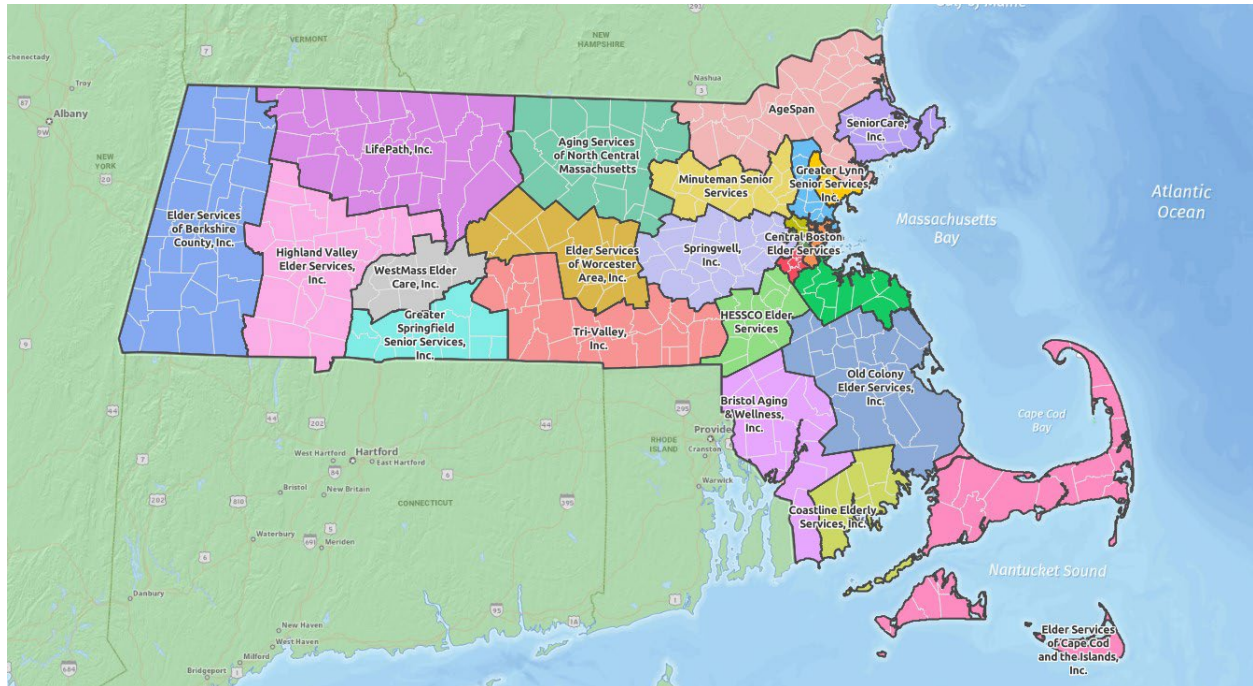 Gulf of Maine
VERMONT
NEW
HAMPSHIRE
Nashua
Troy
Albany
NEW
YORK
AgeSpan
SeniorCare,
Inc.
LifePath, Inc.
Aging Services
of North Central
Massachusetts
Minuteman Senior
Services
Greater Lynn
Senior Services,
Inc.
Atlantic
Ocean
Massachusetts
Bay
Elder Services
of Berkshire
County, Inc.
Highland Valley
Elder Services,
Inc.
WestMass Elder
Care, Inc.
Elder Services
of Worcester
Area, Inc.
Springwell,
Inc.
Central Boston
Elder Services
Greater
Springfield
Senior Services,
Inc.
Tri-Valley,
Inc.
HESSCO Elder
Services
Old Colony
Elder Services,
Inc.
Bristol Aging
& Wellness,
Inc.
Cape Cod
Bay
Coastline Elderly
Services, Inc.
Nantucket Sound
Elder Services
of Cape Cod
and the Islands,
Inc.
RHODE
ISLAND
Cranston
Warwick
West Hartford
Hartford
East Hartford
Bristol
New Britain
CONNECTICUT
Waterbury
Meriden
Danbury
New Haven
West Haven
Milford
Bridgeport